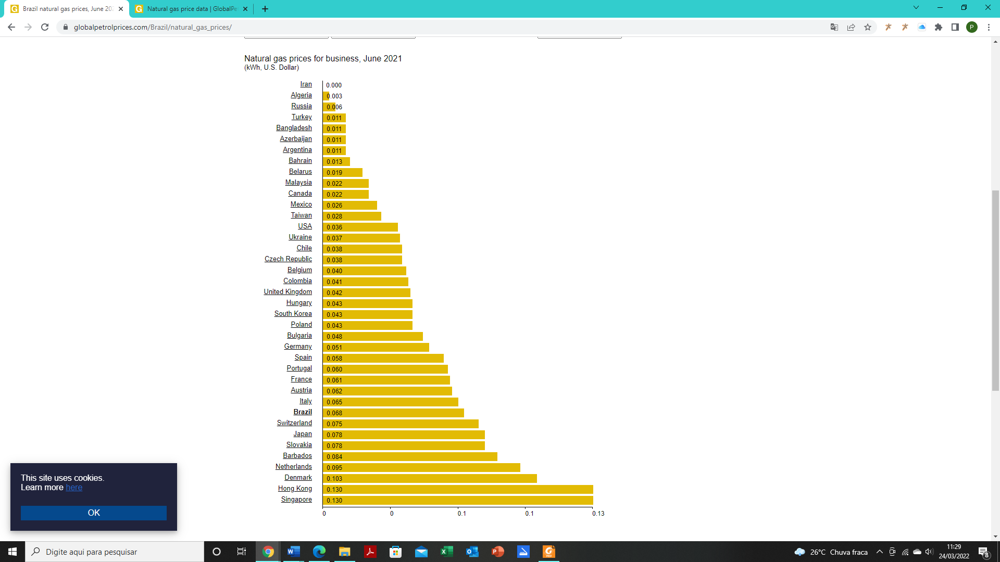 Brazil natural gas prices, June 202
Natural gas price data | GlobalPe
globalpetrolprices.com/Brazil/natural_gas_prices/
P
Natural gas prices for business, June 2021
(kWh, U.S. Dollar)
Iran 0.000
Algeria 0.003
Russia 0.006
Turkey 0.011
Bangladesh 0.011
Azerbaijan 0.011
Argentina 0.011
Bahrain 0.013
Belarus 0.019
Malaysia 0.022
Canada 0.022
Mexico 0.026
Taiwan 0.028
USA 0.036
Ukraine 0.037
Chile 0.038
Czech Republic 0.038
Belgium 0.040
Colombia 0.041
United Kingdom 0.042
Hungary 0.043
South Korea 0.043
Poland 0.043
Bulgaria 0.048
Germany 0.051
Spain 0.058
Portugal 0.060
France 0.061
Austria 0.062
Italy 0.065
Brazil 0.068
Switzerland 0.075
Japan 0.078
Slovakia 0.078
Barbados 0.084
Netherlands 0.095
Denmark 0.103
Hong Kong 0.130
Singapore 0.130
0 0 0.1 0.1 0.13
This site uses cookies.
Learn more here
OK
Digite aqui para pesquisar
26°C Chuva fraca
11:29
24/03/2022
8